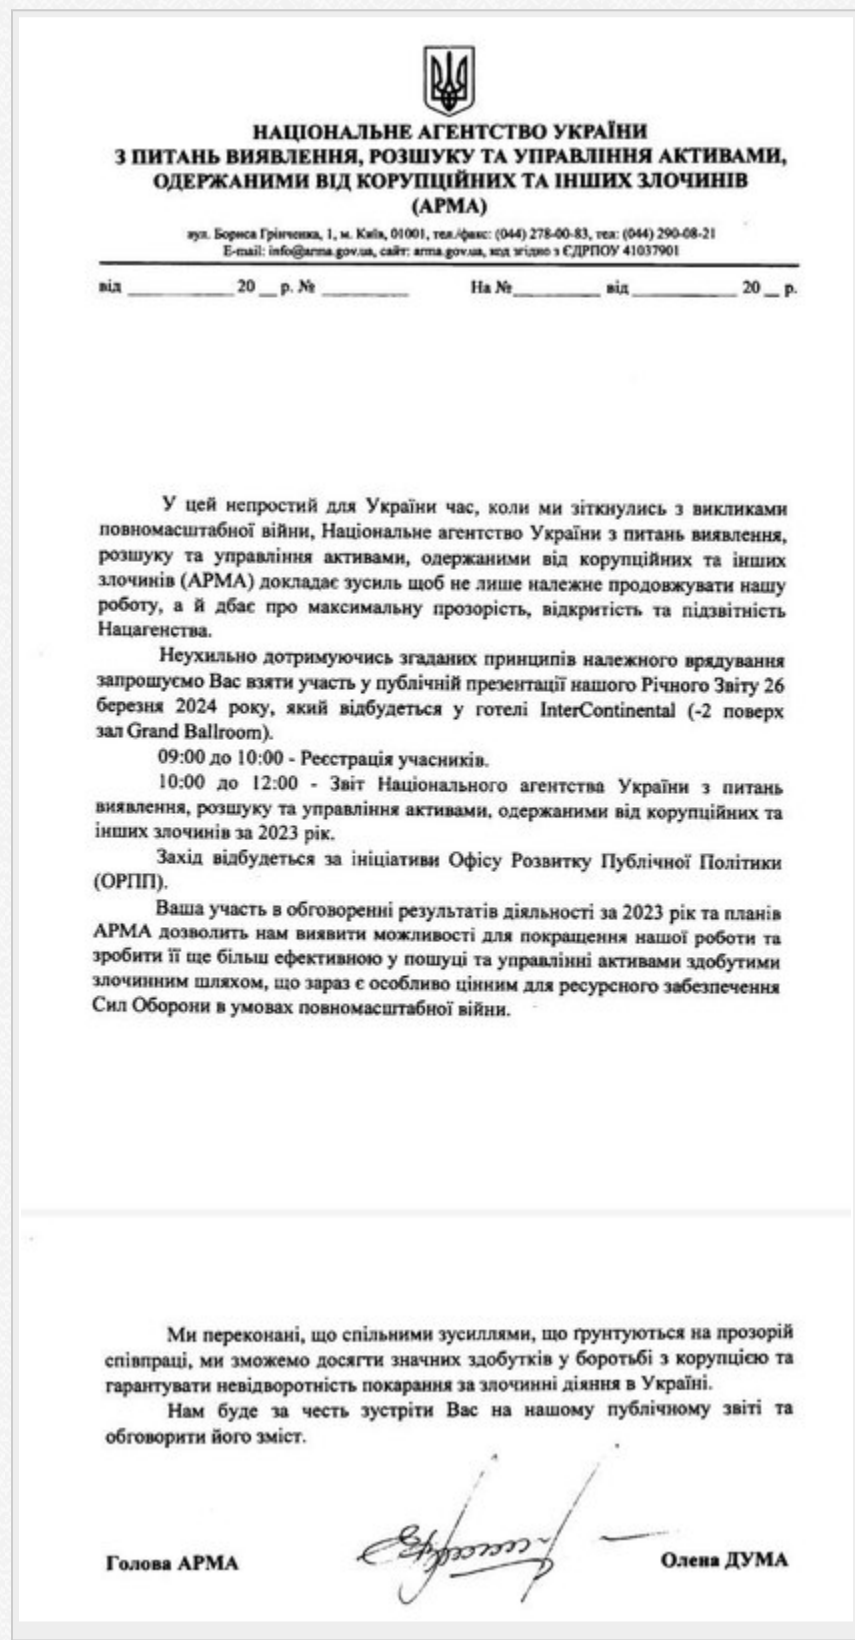 НАЦІОНАЛЬНЕ АГЕНТСТВО УКРАЇНИ
З ПИТАНЬ ВИЯВЛЕННЯ, РОЗШУКУ ТА УПРАВЛІННЯ АКТИВАМИ,
ОДЕРЖАНИМИ ВІД КОРУПЦІЙНИХ ТА ІНШИХ ЗЛОЧИНІВ
(АРМА)
вул. Бориса Грінченка, 1, м. Київ, 01001, тел./факс: (044) 278-00-83, тел: (044) 290-08-21
E-mail: info@arma.gov.ua, сайт: arma.gov.ua, код згідно з ЄДРПОУ 41037901
від ____________ 20 __ р. № __________ На №__________ від ____________ 20 __ р.
У цей непростий для України час, коли ми зіткнулись з викликами
повномасштабної війни, Національне агентство України з питань виявлення,
розшуку та управління активами, одержаними від корупційних та інших
злочинів (АРМА) докладає зусиль щоб не лише належне продовжувати нашу
роботу, а й дбає про максимальну прозорість, відкритість та підзвітність
Нацагенства.
Неухильно дотримуючись згаданих принципів належного врядування
запрошуємо Вас взяти участь у публічній презентації нашого Річного Звіту 26
березня 2024 року, який відбудеться у готелі InterContinental (-2 поверх
зал Grand Ballroom).
09:00 до 10:00 - Реєстрація учасників.
10:00 до 12:00 - Звіт Національного агентства України з питань
виявлення, розшуку та управління активами, одержаними від корупційних та
інших злочинів за 2023 рік.
Захід відбудеться за ініціативи Офісу Розвитку Публічної Політики
(ОРПП).
Ваша участь в обговоренні результатів діяльності за 2023 рік та планів
АРМА дозволить нам виявити можливості для покращення нашої роботи та
зробити її ще більш ефективною у пошуці та управлінні активами здобутими
злочинним шляхом, що зараз є особливо цінним для ресурсного забезпечення
Сил Оборони в умовах повномасштабної війни.
Ми переконані, що спільними зусиллями, що ґрунтуються на прозорій
співпраці, ми зможемо досягти значних здобутків у боротьбі з корупцією та
гарантувати невідворотність покарання за злочинні діяння в Україні.
Нам буде за честь зустріти Вас на нашому публічному звіті та
обговорити його зміст.
Голова АРМА Олена ДУМА